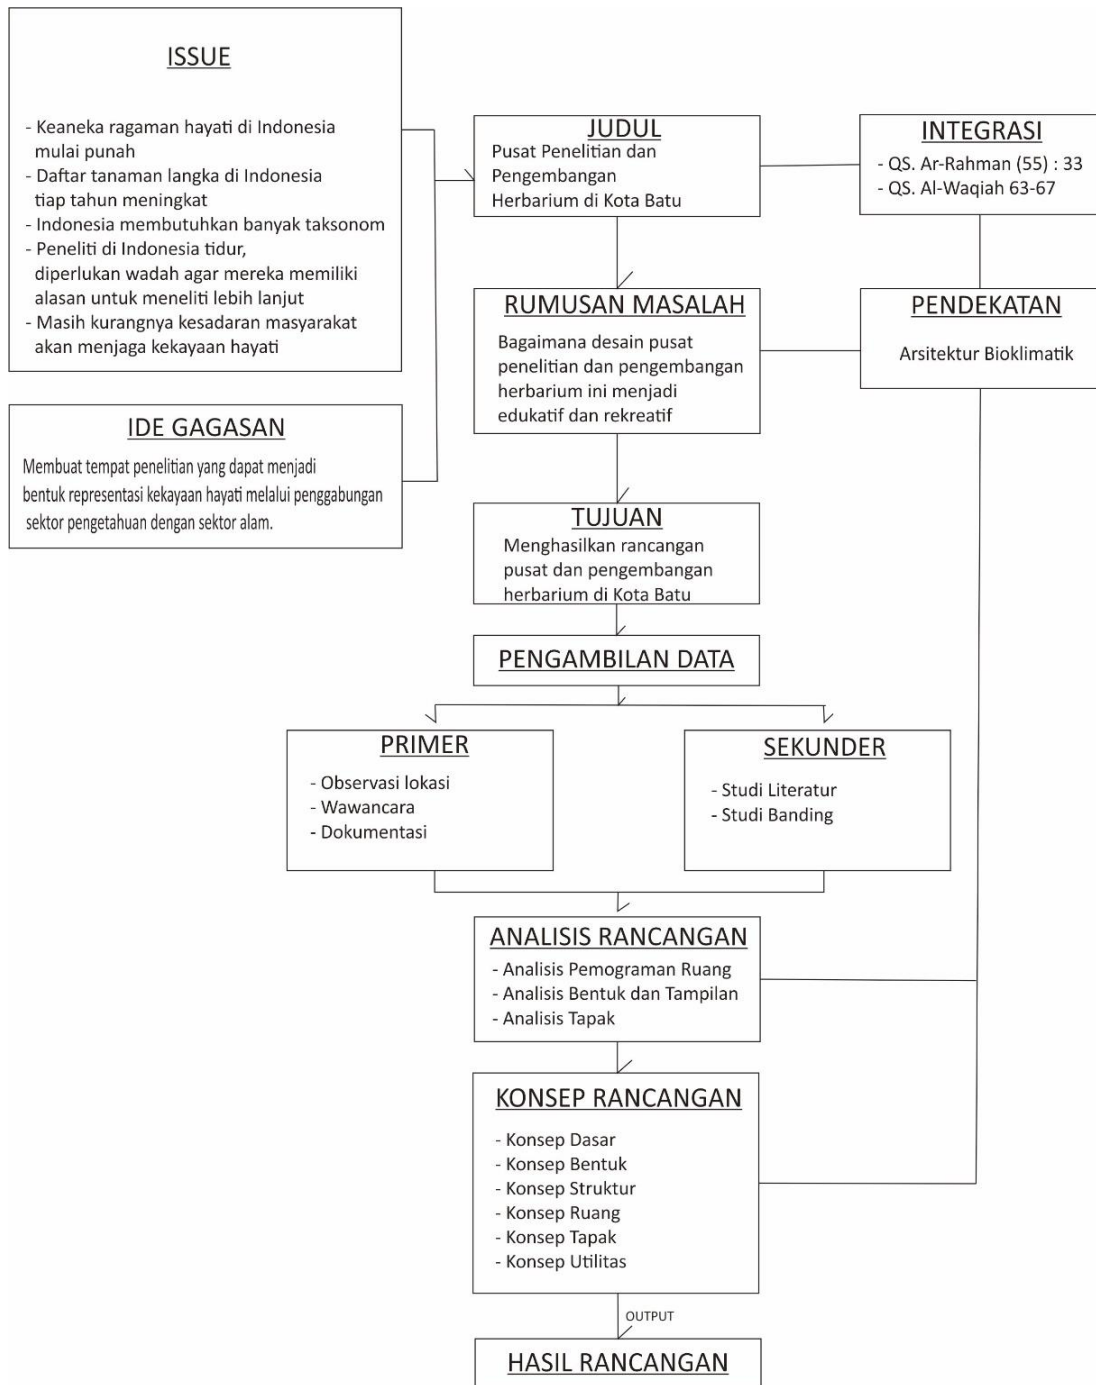 ISSUE
- Keaneka ragaman hayati di Indonesia
mulai punah
- Daftar tanaman langka di Indonesia
tiap tahun meningkat
- Indonesia membutuhkan banyak taksonom
- Peneliti di Indonesia tidur,
diperlukan wadah agar mereka memiliki
alasan untuk meneliti lebih lanjut
- Masih kurangnya kesadaran masyarakat
akan menjaga kekayaan hayati
IDE GAGASAN
Membuat tempat penelitian yang dapat menjadi
bentuk representasi kekayaan hayati melalui penggabungan
sektor pengetahuan dengan sektor alam.
JUDUL
Pusat Penelitian dan
Pengembangan
Herbarium di Kota Batu
INTEGRASI
- QS. Ar-Rahman (55) : 33
- QS. Al-Waqiah 63-67
RUMUSAN MASALAH
Bagaimana desain pusat
penelitian dan pengembangan
herbarium ini menjadi
edukatif dan rekreatif
PENDEKATAN
Arsitektur Bioklimatik
TUJUAN
Menghasilkan rancangan
pusat dan pengembangan
herbarium di Kota Batu
PENGAMBILAN DATA
PRIMER
- Observasi lokasi
- Wawancara
- Dokumentasi
SEKUNDER
- Studi Literatur
- Studi Banding
ANALISIS RANCANGAN
- Analisis Pemograman Ruang
- Analisis Bentuk dan Tampilan
- Analisis Tapak
KONSEP RANCANGAN
- Konsep Dasar
- Konsep Bentuk
- Konsep Struktur
- Konsep Ruang
- Konsep Tapak
- Konsep Utilitas
OUTPUT
HASIL RANCANGAN